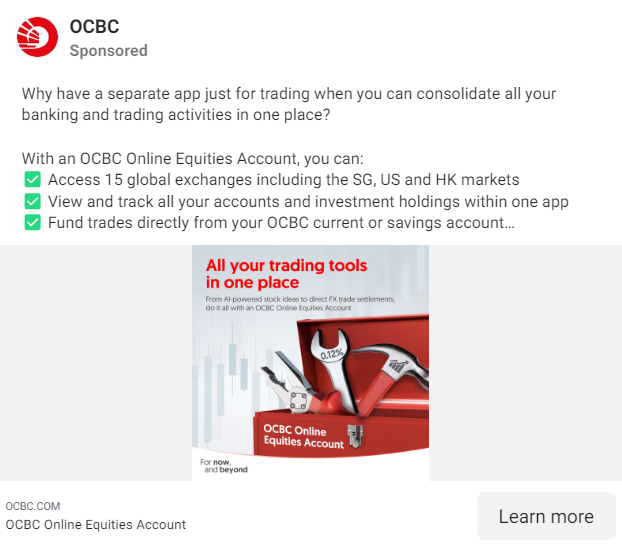 OCBC
Sponsored
Why have a separate app just for trading when you can consolidate all your
banking and trading activities in one place?
With an OCBC Online Equities Account, you can:
✅ Access 15 global exchanges including the SG, US and HK markets
✅ View and track all your accounts and investment holdings within one app
✅ Fund trades directly from your OCBC current or savings account...
All your trading tools
in one place
From AI-powered stock ideas to direct FX trade settlements,
do it all with an OCBC Online Equities Account
0.12%
OCBC Online
Equities Account
For now,
and beyond
OCBC.COM
OCBC Online Equities Account
Learn more